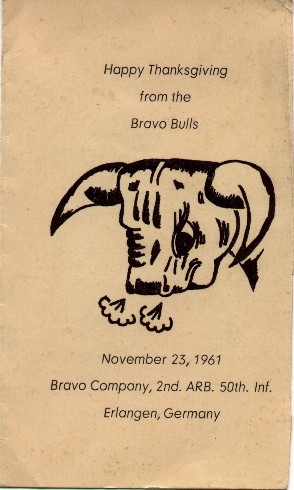 Happy Thanksgiving
from the
Bravo Bulls
November 23, 1961
Bravo Company, 2nd. ARB. 50th. Inf.
Erlangen, Germany